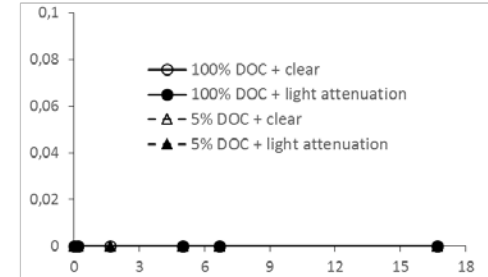 0,1
0,08
0,06
0,04
0,02
0
100% DOC + clear
100% DOC + light attenuation
5% DOC + clear
5% DOC + light attenuation
0 3 6 9 12 15 18